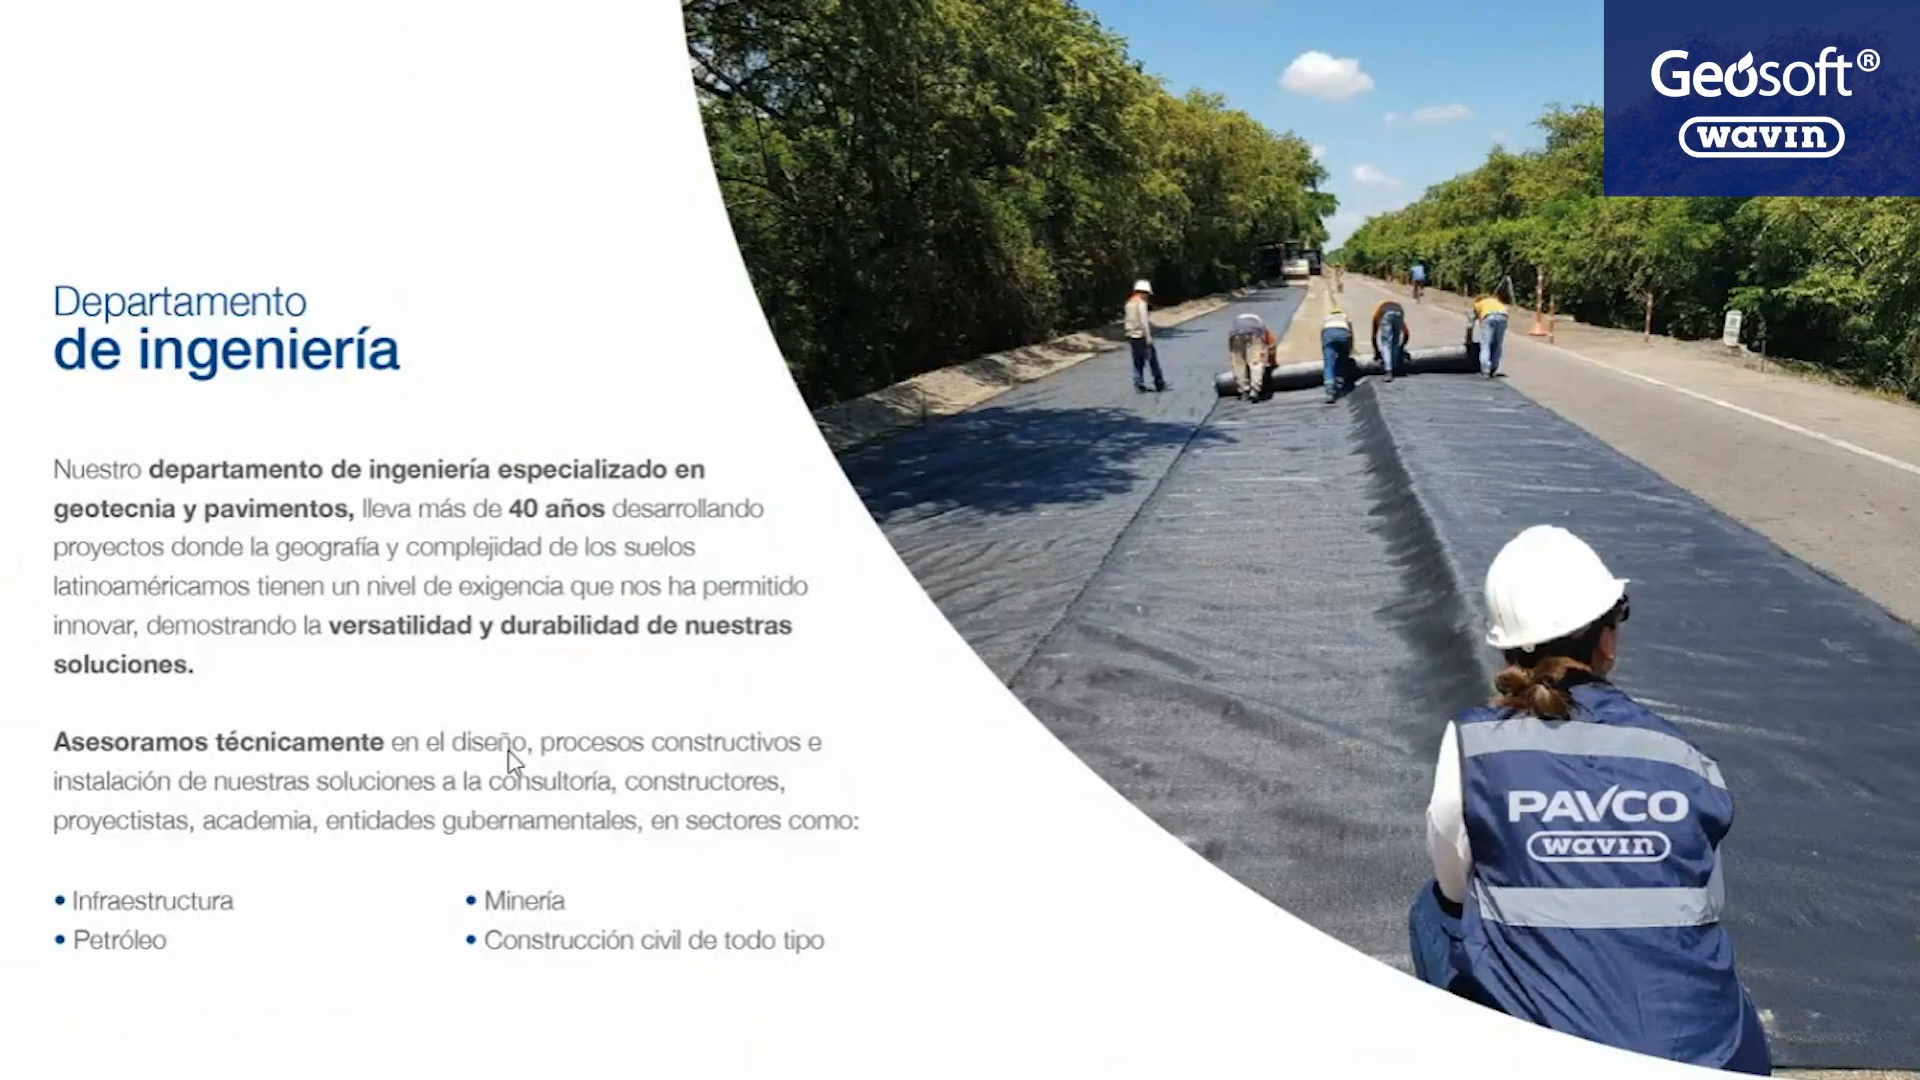 Geosoft®
wavin
Departamento
de ingeniería
Nuestro departamento de ingeniería especializado en
geotecnia y pavimentos, lleva más de 40 años desarrollando
proyectos donde la geografía y complejidad de los suelos
latinoaméricamos tienen un nivel de exigencia que nos ha permitido
innovar, demostrando la versatilidad y durabilidad de nuestras
soluciones.
Asesoramos técnicamente en el diseño, procesos constructivos e
instalación de nuestras soluciones a la consultoría, constructores,
proyectistas, academia, entidades gubernamentales, en sectores como:
• Infraestructura
• Petróleo
• Minería
• Construcción civil de todo tipo
PAVCO
wavin